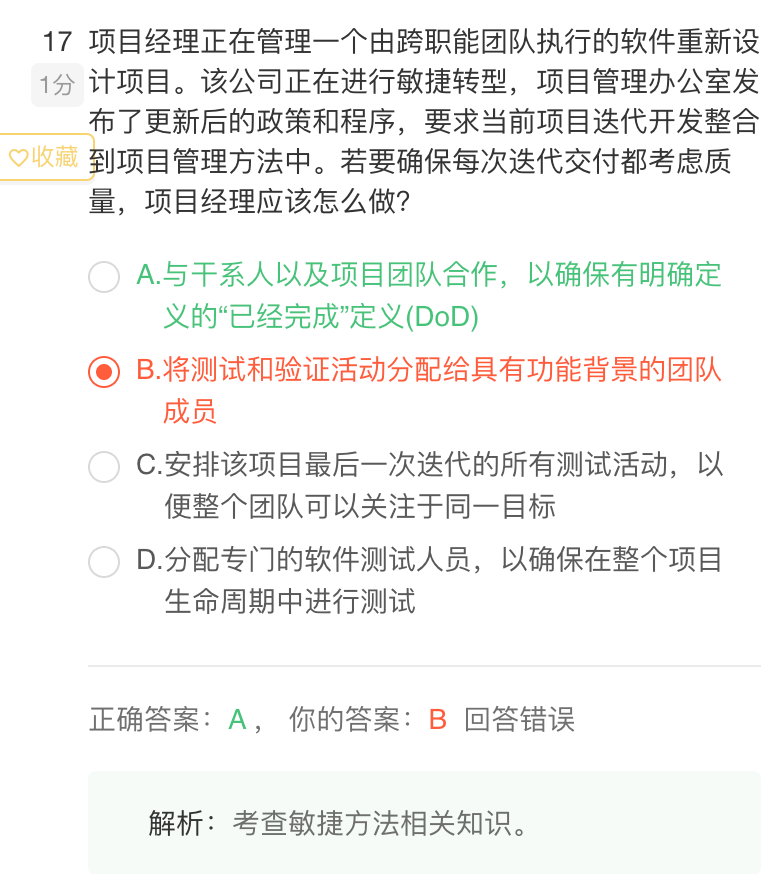 17 项目经理正在管理一个由跨职能团队执行的软件重新设
1分 计项目。该公司正在进行敏捷转型，项目管理办公室发
布了更新后的政策和程序，要求当前项目迭代开发整合
收藏 到项目管理方法中。若要确保每次迭代交付都考虑质
量，项目经理应该怎么做？
A.与干系人以及项目团队合作，以确保有明确定
义的“已经完成”定义(DoD)
B.将测试和验证活动分配给具有功能背景的团队
成员
C.安排该项目最后一次迭代的所有测试活动，以
便整个团队可以关注于同一目标
D.分配专门的软件测试人员，以确保在整个项目
生命周期中进行测试
正确答案：A， 你的答案：B 回答错误
解析：考查敏捷方法相关知识。